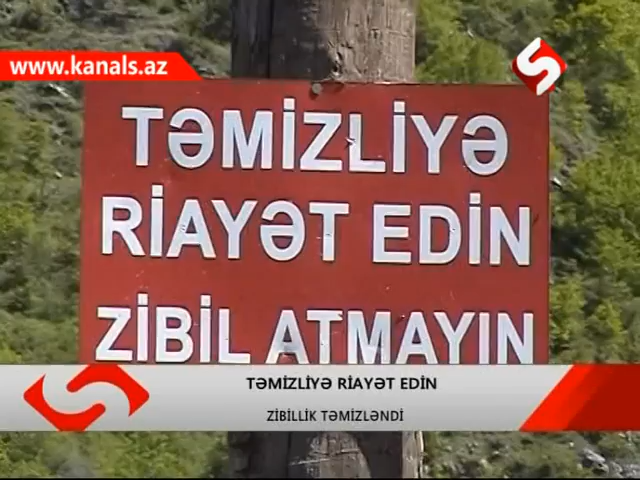 www.kanals.az
TƏMİZLİYƏ
RİAYƏT EDİN
ZİBİL ATMAYIN
TƏMİZLİYƏ RİAYƏT EDİN
ZİBİLLİK TƏMİZLƏNDİ